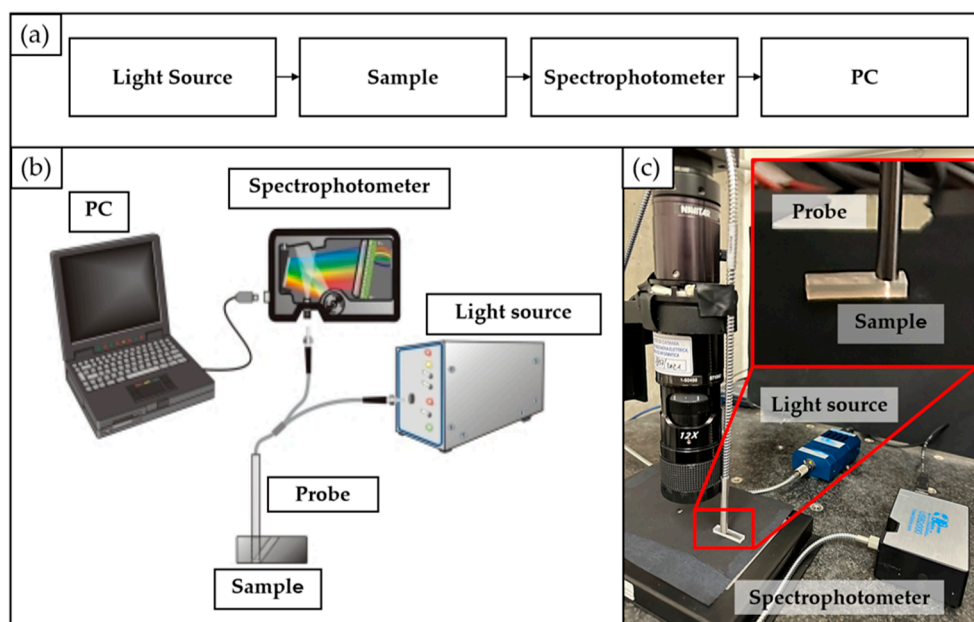 (a)
Light Source
Sample
Spectrophotometer
PC
(b)
PC
Spectrophotometer
Light source
Probe
Sample
(c)
Probe
Sample
Light source
Spectrophotometer
12X